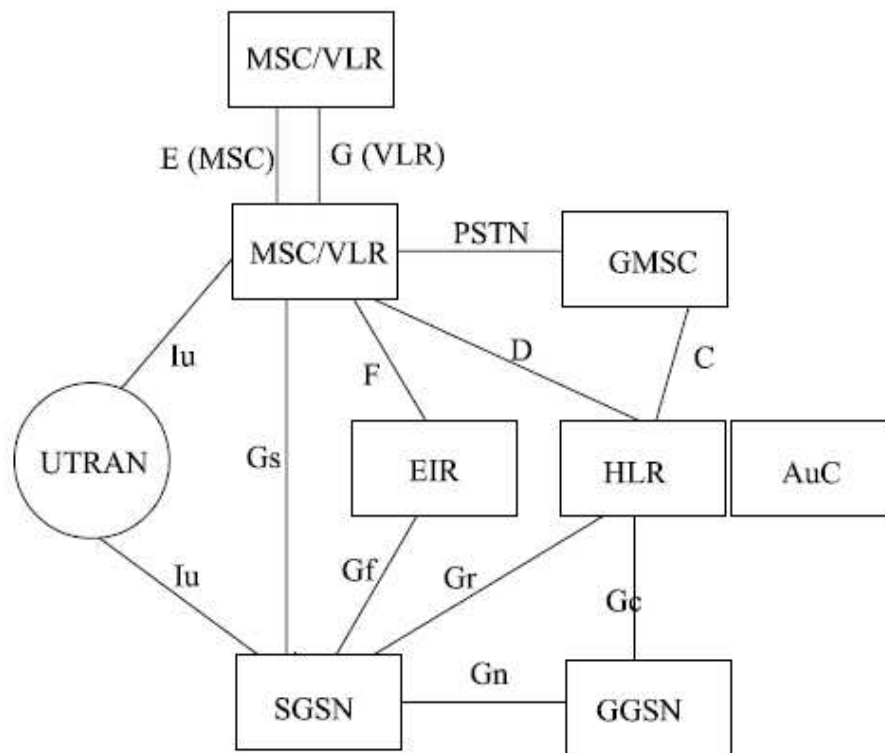 MSC/VLR
E (MSC)
G (VLR)
MSC/VLR
PSTN
GMSC
Iu
F
D
C
UTRAN
Gs
EIR
HLR
AuC
Iu
Gf
Gr
Gc
SGSN
Gn
GGSN